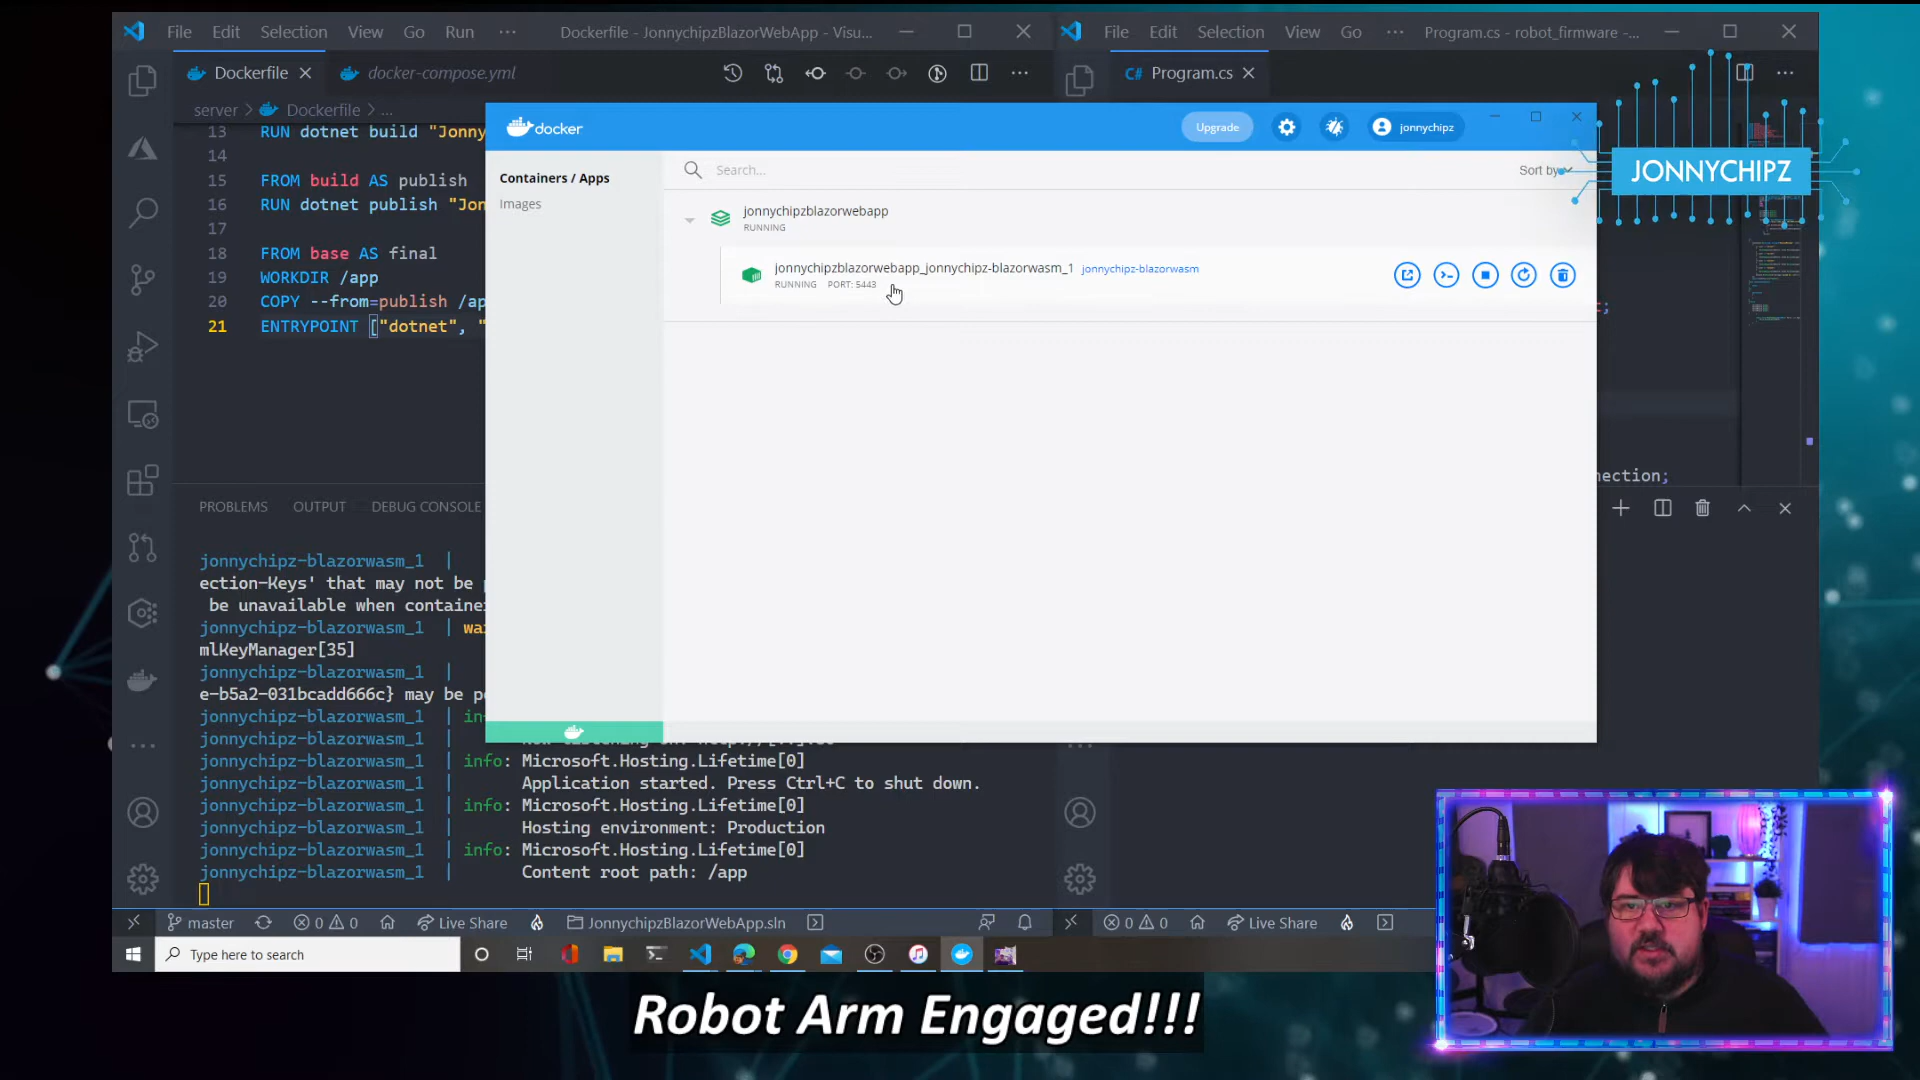 File Edit Selection View Go Run ··· Dockerfile - JonnychipzBlazorWebApp - Visu...
File Edit Selection View Go ··· Program.cs - robot_firmware -...
Dockerfile docker-compose.yml
C# Program.cs
server > Dockerfile > ...
13 RUN dotnet build "Jonny
14
15 FROM build AS publish
16 RUN dotnet publish "Jon
17
18 FROM base AS final
19 WORKDIR /app
20 COPY --from=publish /ap
21 ENTRYPOINT ["dotnet", "
docker
Upgrade
jonnychipz
Containers / Apps
Images
Search...
Sort by
jonnychipzblazorwebapp
RUNNING
jonnychipzblazorwebapp_jonnychipz-blazorwasm_1 jonnychipz-blazorwasm
RUNNING PORT: 5443
JONNYCHIPZ
nection;
PROBLEMS OUTPUT DEBUG CONSOLE
jonnychipz-blazorwasm_1 |
ection-Keys' that may not be
be unavailable when containe
jonnychipz-blazorwasm_1 | wa
mlKeyManager[35]
jonnychipz-blazorwasm_1 |
e-b5a2-031bcadd666c} may be pe
jonnychipz-blazorwasm_1 | in
jonnychipz-blazorwasm_1 |
jonnychipz-blazorwasm_1 | info: Microsoft.Hosting.Lifetime[0]
jonnychipz-blazorwasm_1 | Application started. Press Ctrl+C to shut down.
jonnychipz-blazorwasm_1 | info: Microsoft.Hosting.Lifetime[0]
jonnychipz-blazorwasm_1 | Hosting environment: Production
jonnychipz-blazorwasm_1 | info: Microsoft.Hosting.Lifetime[0]
jonnychipz-blazorwasm_1 | Content root path: /app
master 0 0 Live Share JonnychipzBlazorWebApp.sln
0 0 Live Share
Type here to search
Robot Arm Engaged!!!